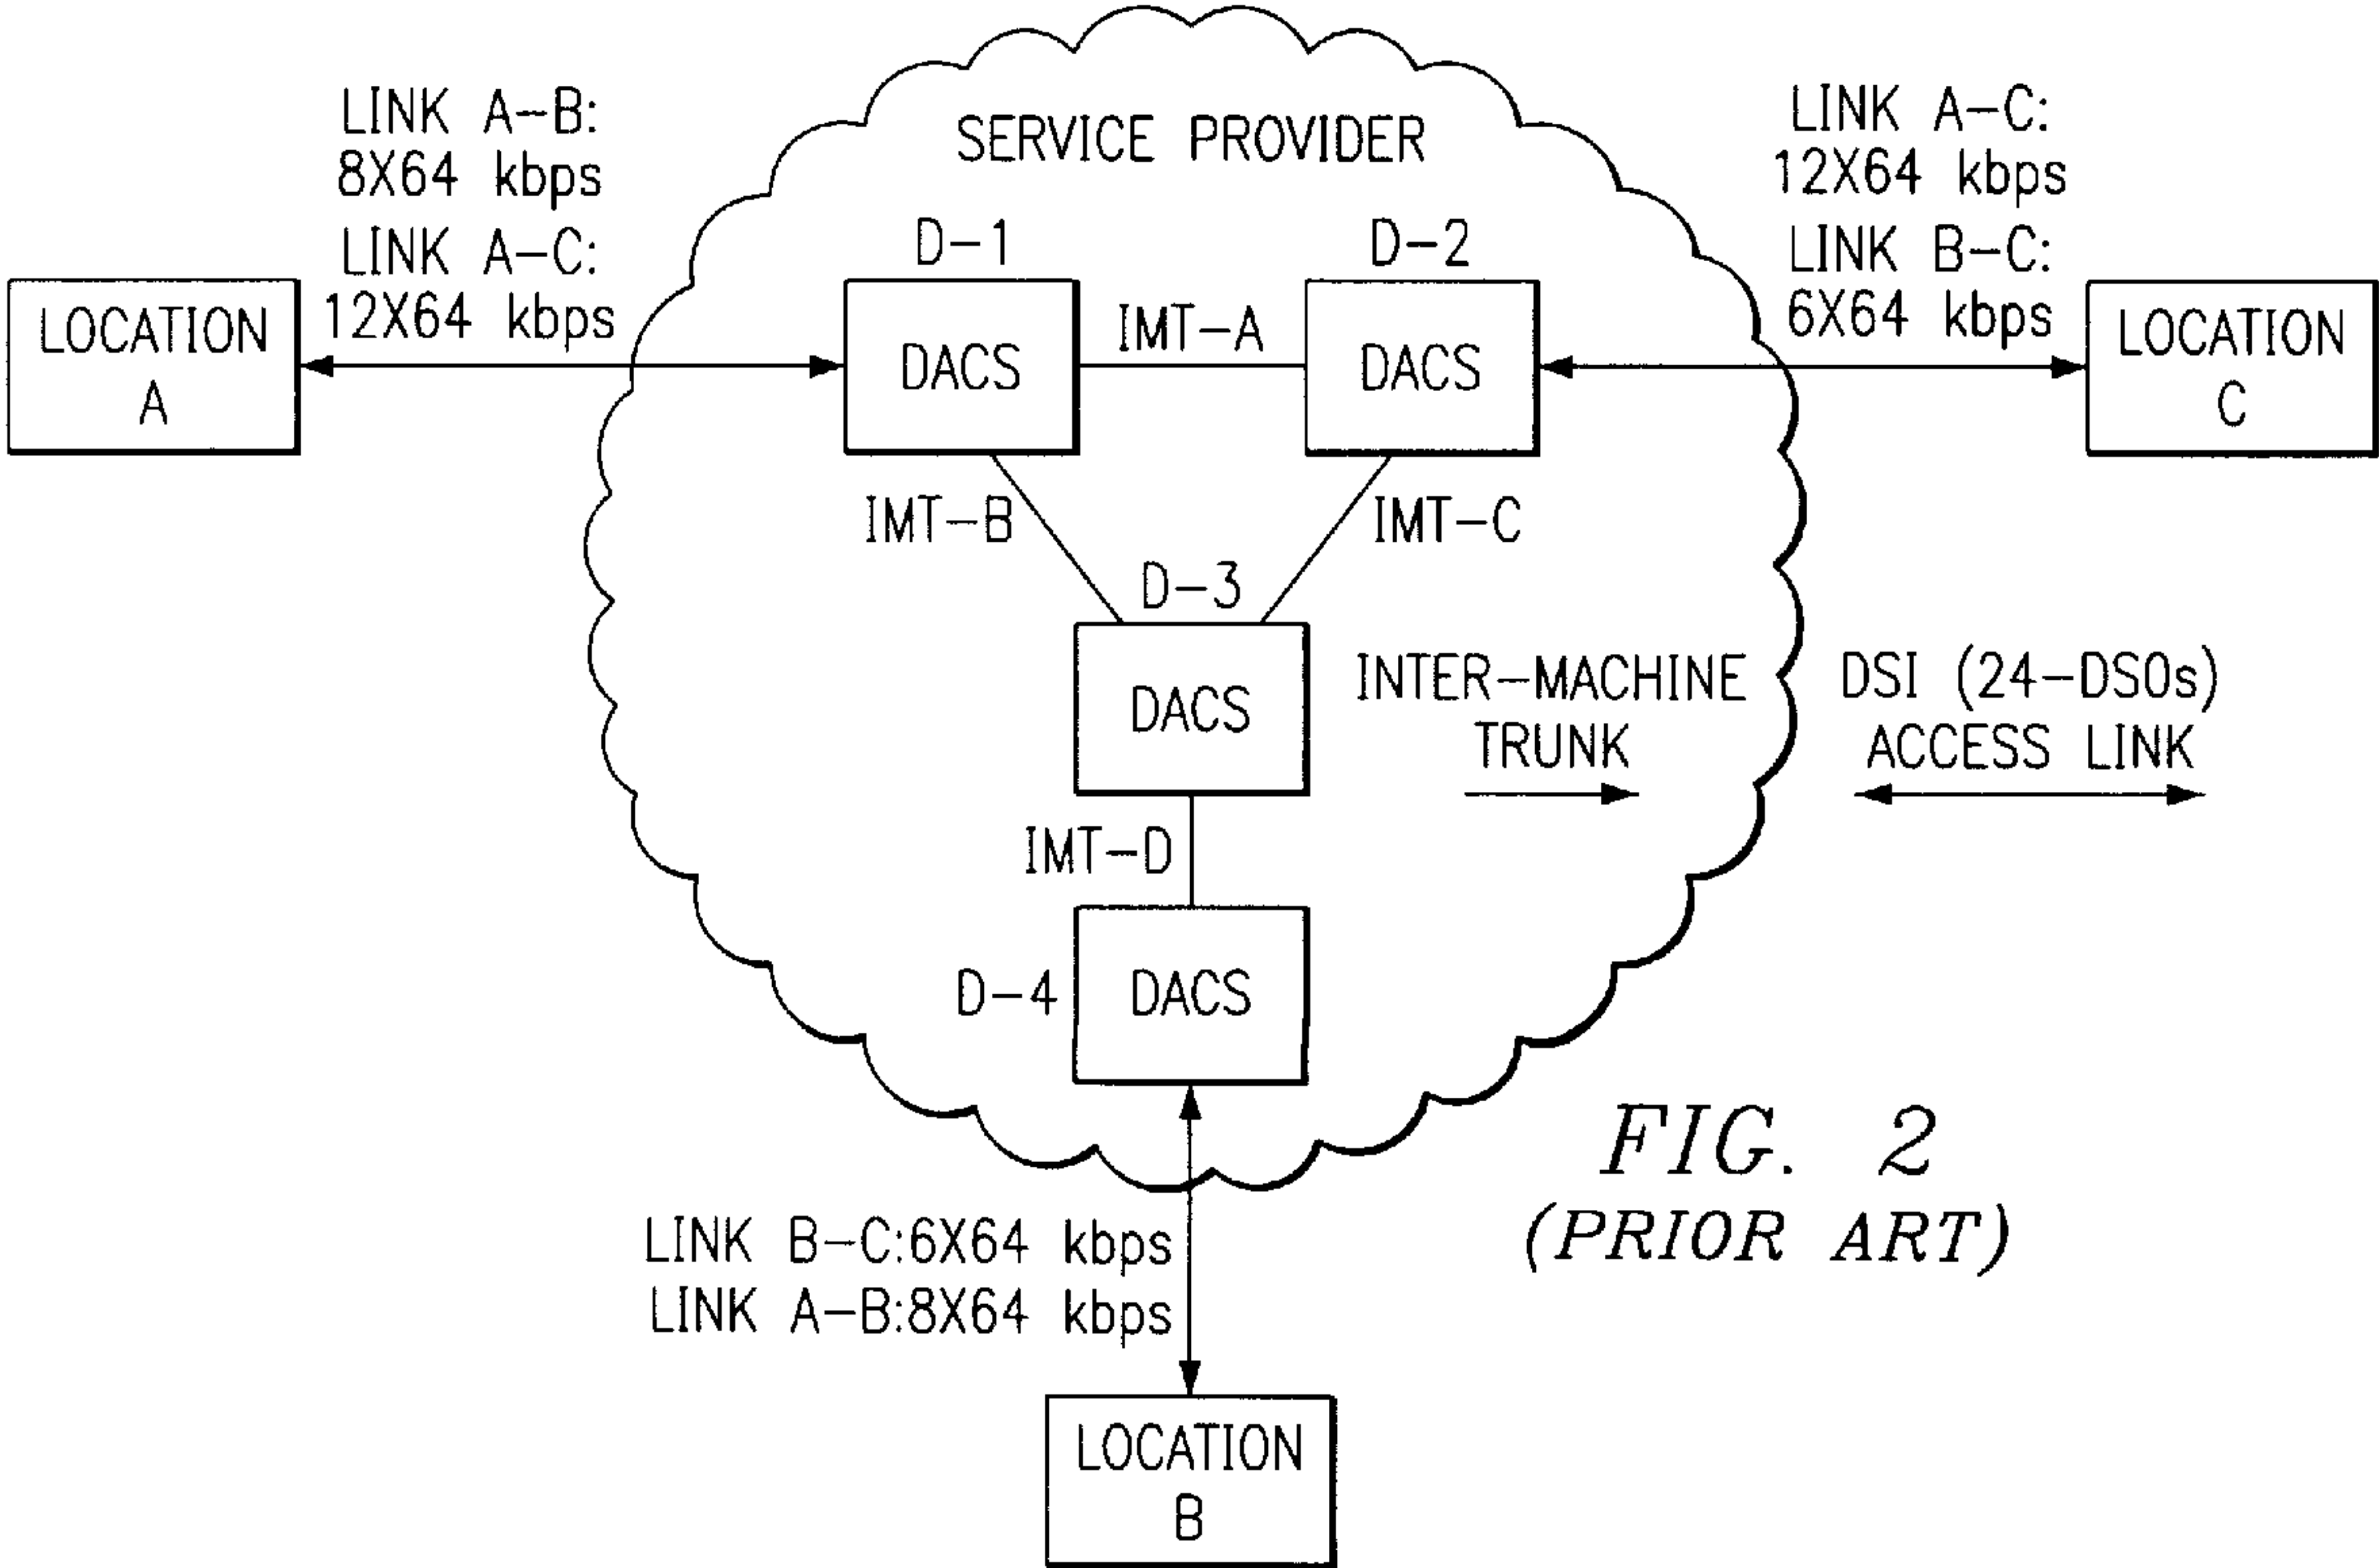 LINK A-B:
8X64 kbps
LINK A-C:
12X64 kbps
SERVICE PROVIDER
LINK A-C:
12X64 kbps
LINK B-C:
6X64 kbps
D-1
D-2
LOCATION
A
DACS
IMT-A
DACS
LOCATION
C
IMT-B
IMT-C
D-3
DACS
INTER-MACHINE
TRUNK
DSI (24-DSOs)
ACCESS LINK
IMT-D
D-4
DACS
FIG. 2
(PRIOR ART)
LINK B-C:6X64 kbps
LINK A-B:8X64 kbps
LOCATION
B